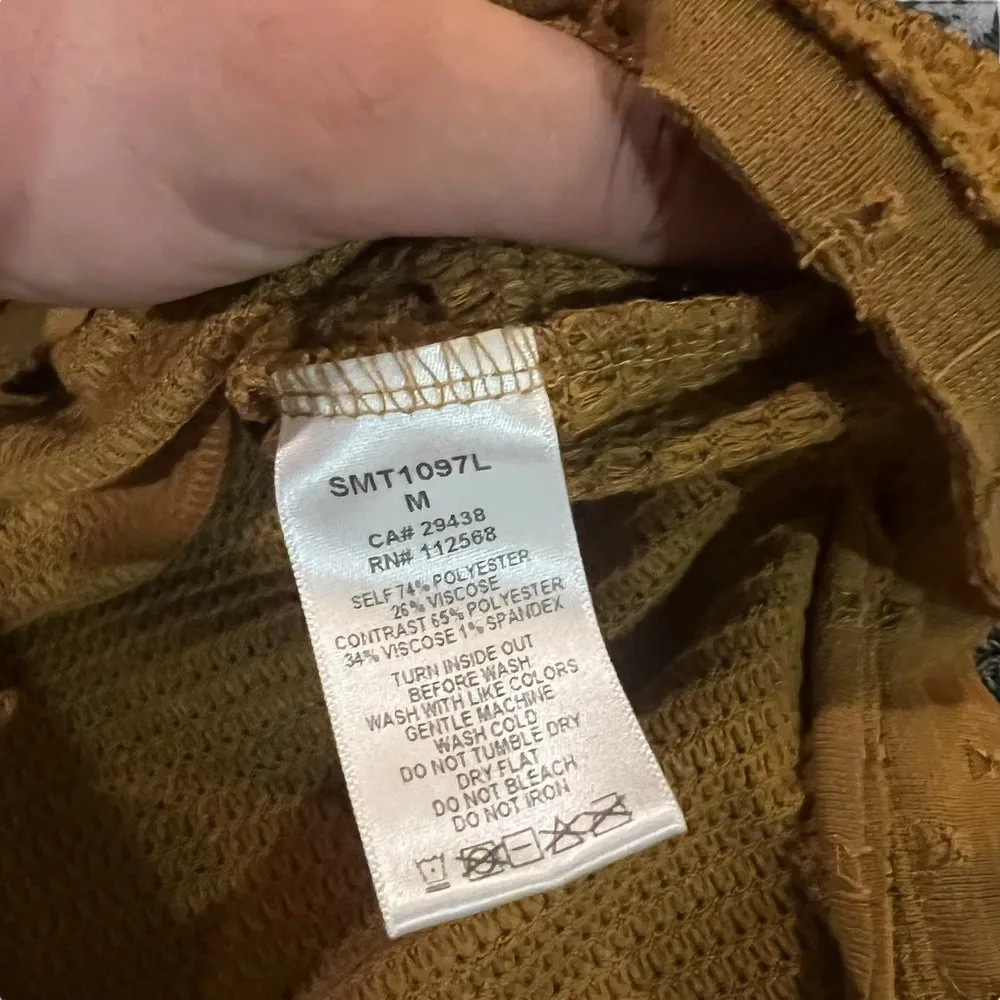 SMT1097L
M
CA# 29438
RN# 112568
SELF 74% POLYESTER
26% VISCOSE
CONTRAST 65% POLYESTER
34% VISCOSE 1% SPANDEX
TURN INSIDE OUT
BEFORE WASH
WASH WITH LIKE COLORS
GENTLE MACHINE
WASH COLD
DO NOT TUMBLE DRY
DRY FLAT
DO NOT BLEACH
DO NOT IRON